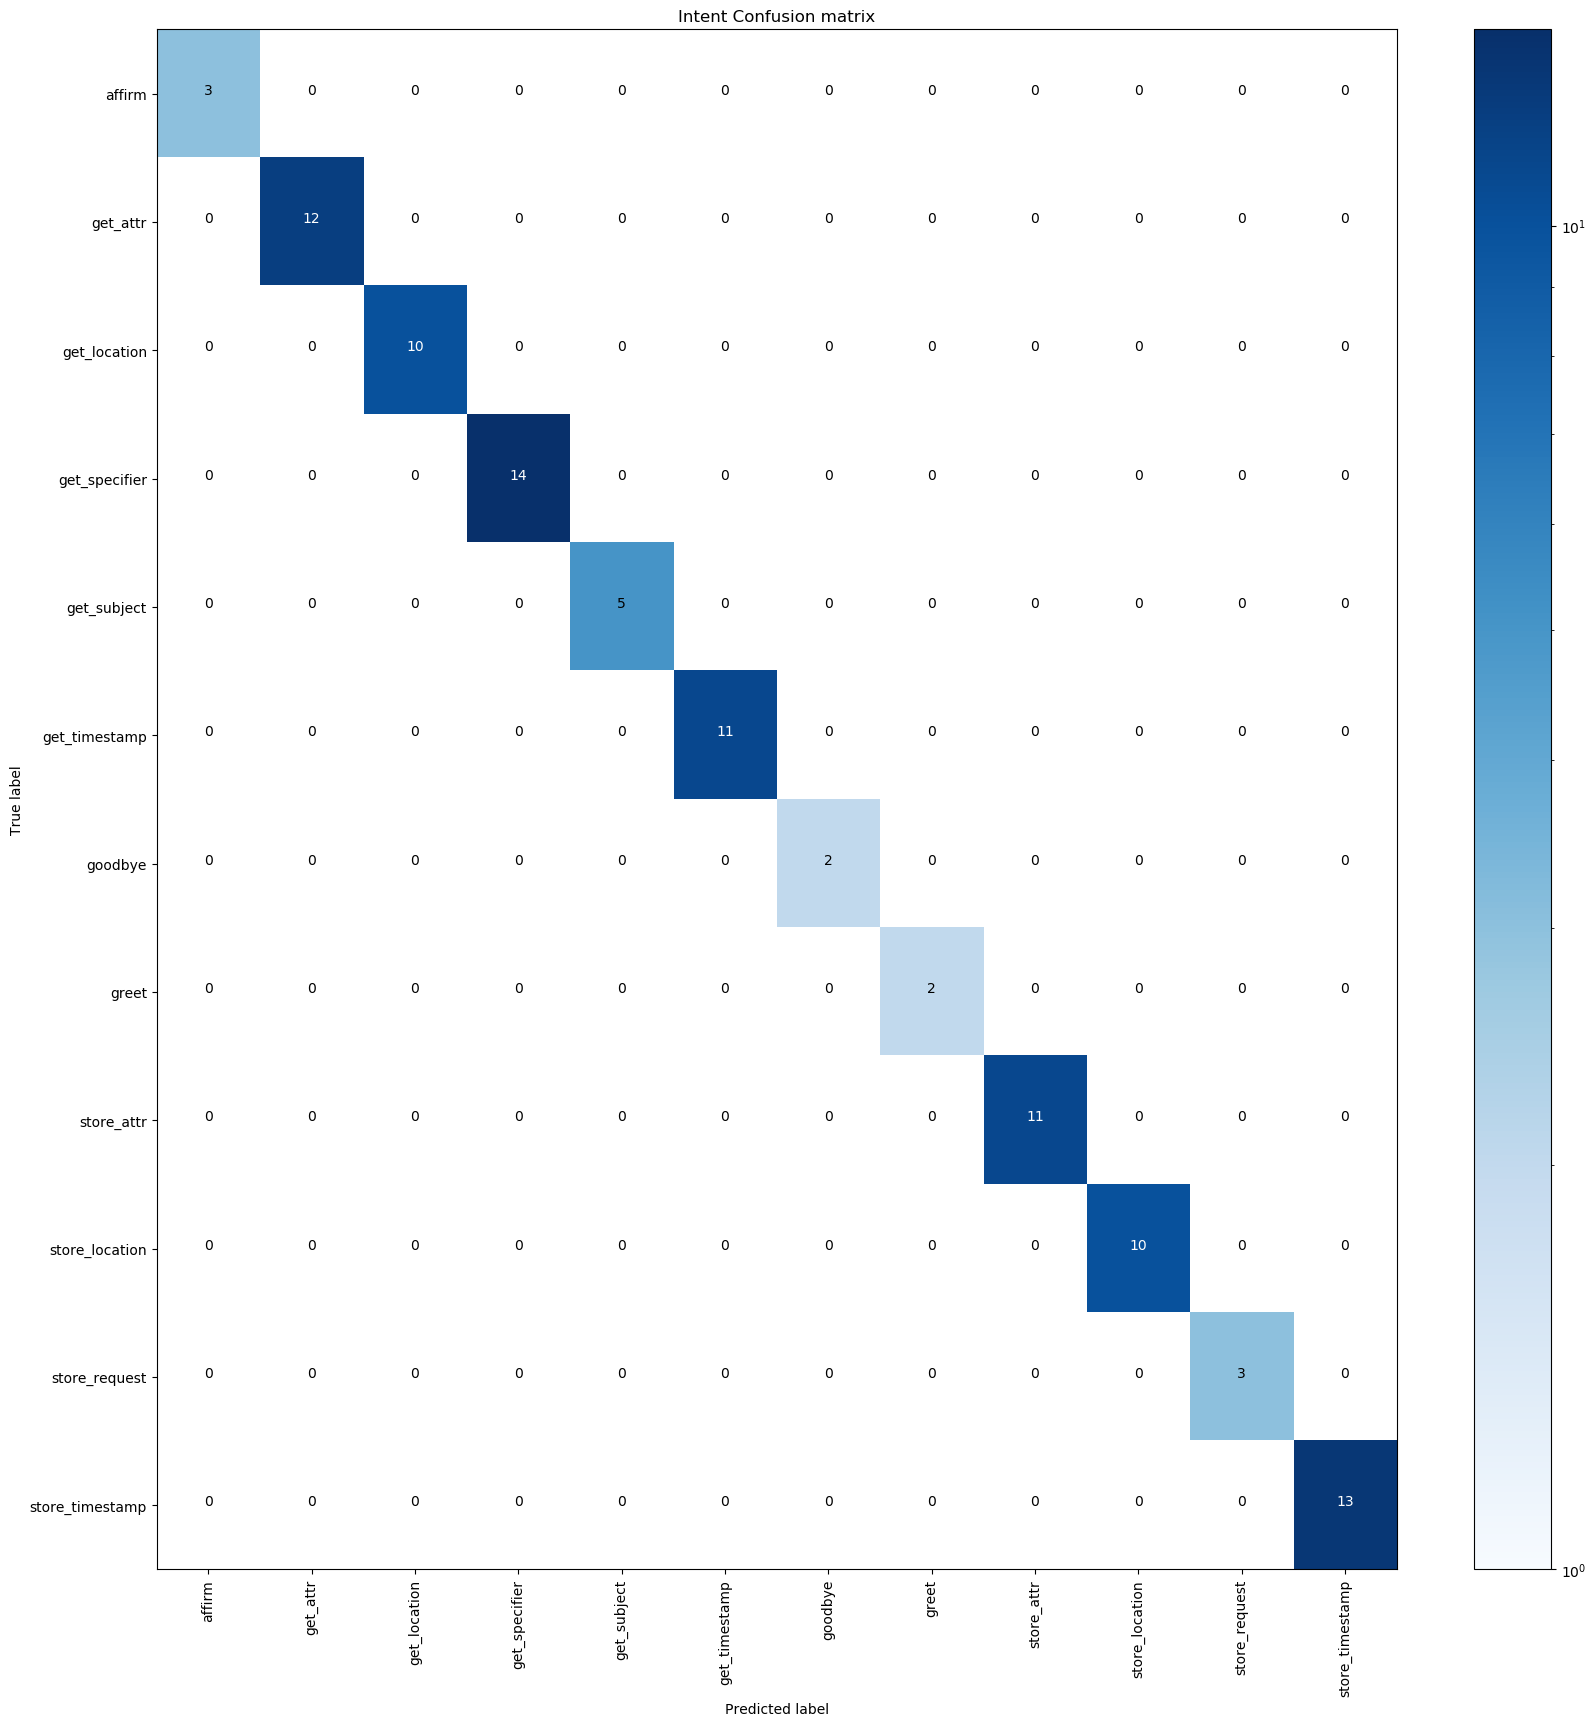 Intent Confusion matrix
affirm 3 0 0 0 0 0 0 0 0 0 0 0
get_attr 0 12 0 0 0 0 0 0 0 0 0 0
get_location 0 0 10 0 0 0 0 0 0 0 0 0
get_specifier 0 0 0 14 0 0 0 0 0 0 0 0
get_subject 0 0 0 0 5 0 0 0 0 0 0 0
get_timestamp 0 0 0 0 0 11 0 0 0 0 0 0
goodbye 0 0 0 0 0 0 2 0 0 0 0 0
greet 0 0 0 0 0 0 0 2 0 0 0 0
store_attr 0 0 0 0 0 0 0 0 11 0 0 0
store_location 0 0 0 0 0 0 0 0 0 10 0 0
store_request 0 0 0 0 0 0 0 0 0 0 3 0
store_timestamp 0 0 0 0 0 0 0 0 0 0 0 13
True label
affirm
get_attr
get_location
get_specifier
get_subject
get_timestamp
goodbye
greet
store_attr
store_location
store_request
store_timestamp
Predicted label
10¹
10⁰